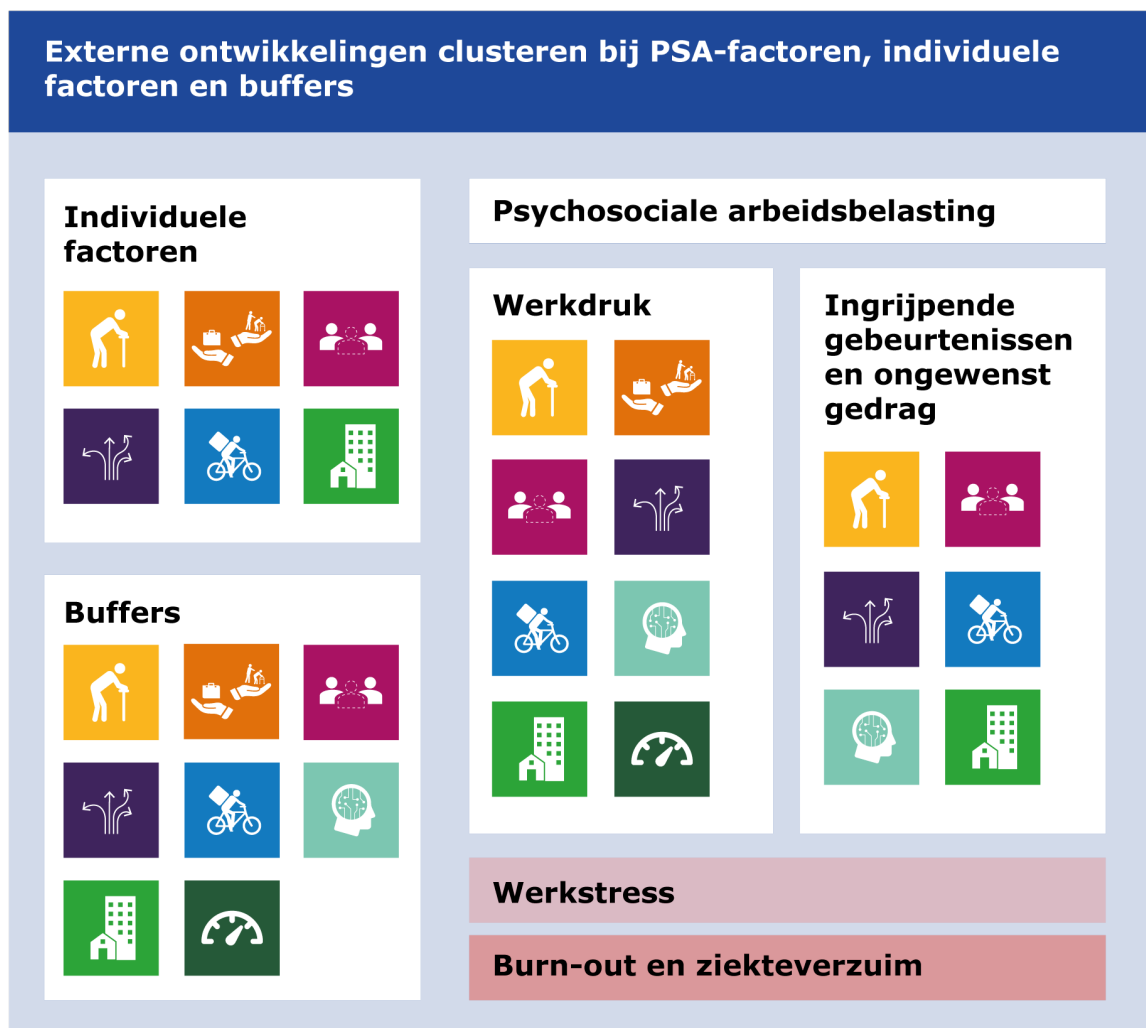 Externe ontwikkelingen clusteren bij PSA-factoren, individuele
factoren en buffers
Individuele
factoren
Buffers
Psychosociale arbeidsbelasting
Werkdruk
Ingrijpende
gebeurtenissen
en ongewenst
gedrag
Werkstress
Burn-out en ziekteverzuim